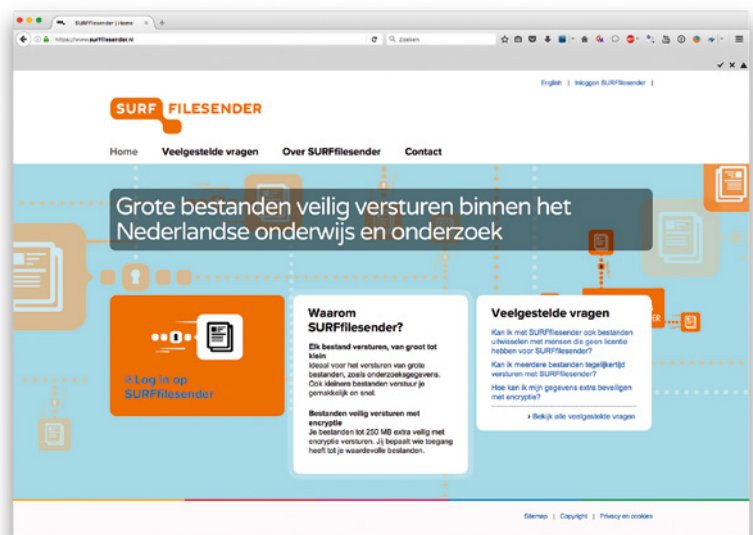 SURFfilesender | Home
https://www.surffilesender.nl
Zoeken
English | Inloggen SURFfilesender |
SURF FILESENDER
Home Veelgestelde vragen Over SURFfilesender Contact
Grote bestanden veilig versturen binnen het
Nederlandse onderwijs en onderzoek
Log in op
SURFfilesender
Waarom
SURFfilesender?
Elk bestand versturen, van groot tot
klein
Ideaal voor het versturen van grote
bestanden, zoals onderzoeksgegevens.
Ook kleinere bestanden verstuur je
gemakkelijk en snel.
Bestanden veilig versturen met
encryptie
Je bestanden tot 250 MB extra veilig met
encryptie versturen. Jij bepaalt wie toegang
heeft tot je waardevolle bestanden.
Veelgestelde vragen
Kan ik met SURFfilesender ook bestanden
uitwisselen met mensen die geen licentie
hebben voor SURFfilesender?
Kan ik meerdere bestanden tegelijkertijd
versturen met SURFfilesender?
Hoe kan ik mijn gegevens extra beveiligen
met encryptie?
› Bekijk alle veelgestelde vragen
Sitemap | Copyright | Privacy en cookies